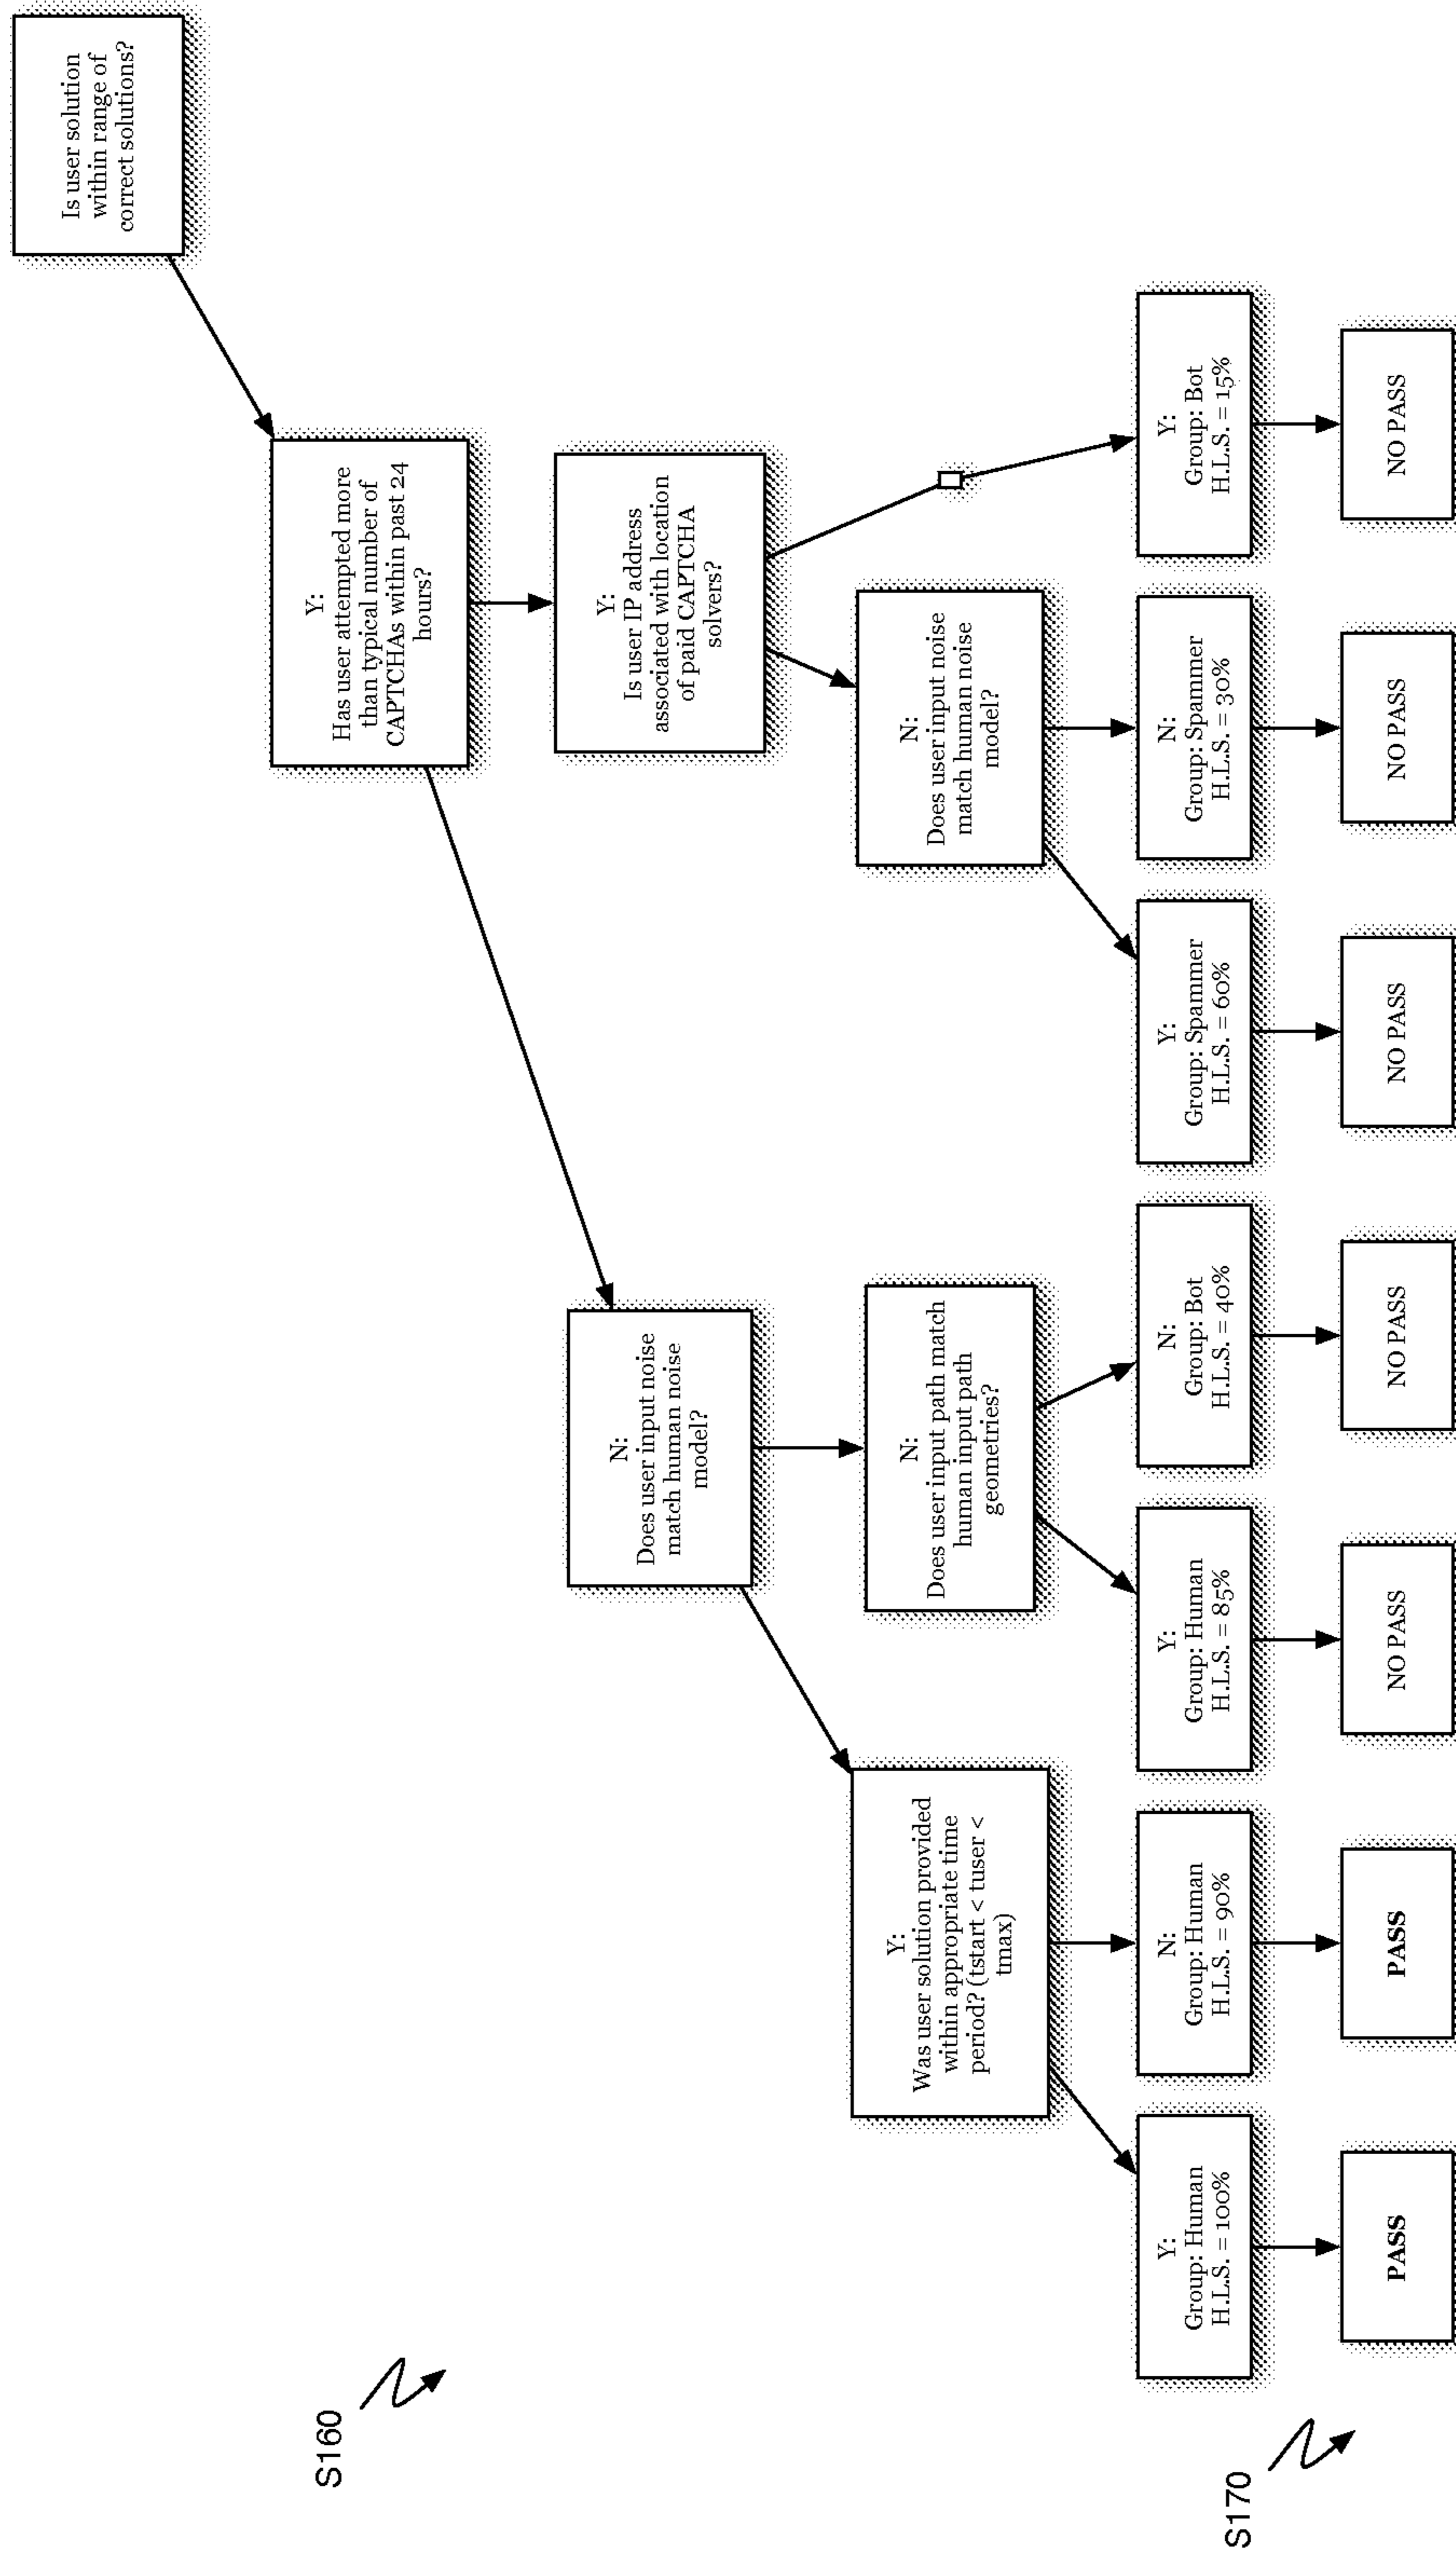 Is user solution
within range of
correct solutions?
S160
Y:
Has user attempted more
than typical number of
CAPTCHAs within past 24
hours?
N:
Does user input noise
match human noise
model?
Y:
Is user IP address
associated with location
of paid CAPTCHA
solvers?
Y:
Was user solution provided
within appropriate time
period? (tstart < tuser <
tmax)
N:
Does user input path match
human input path
geometries?
N:
Does user input noise
match human noise
model?
S170
Y:
Group: Human
H.L.S. = 100%
N:
Group: Human
H.L.S. = 90%
Y:
Group: Human
H.L.S. = 85%
N:
Group: Bot
H.L.S. = 40%
Y:
Group: Spammer
H.L.S. = 60%
N:
Group: Spammer
H.L.S. = 30%
Y:
Group: Bot
H.L.S. = 15%
PASS
PASS
NO PASS
NO PASS
NO PASS
NO PASS
NO PASS